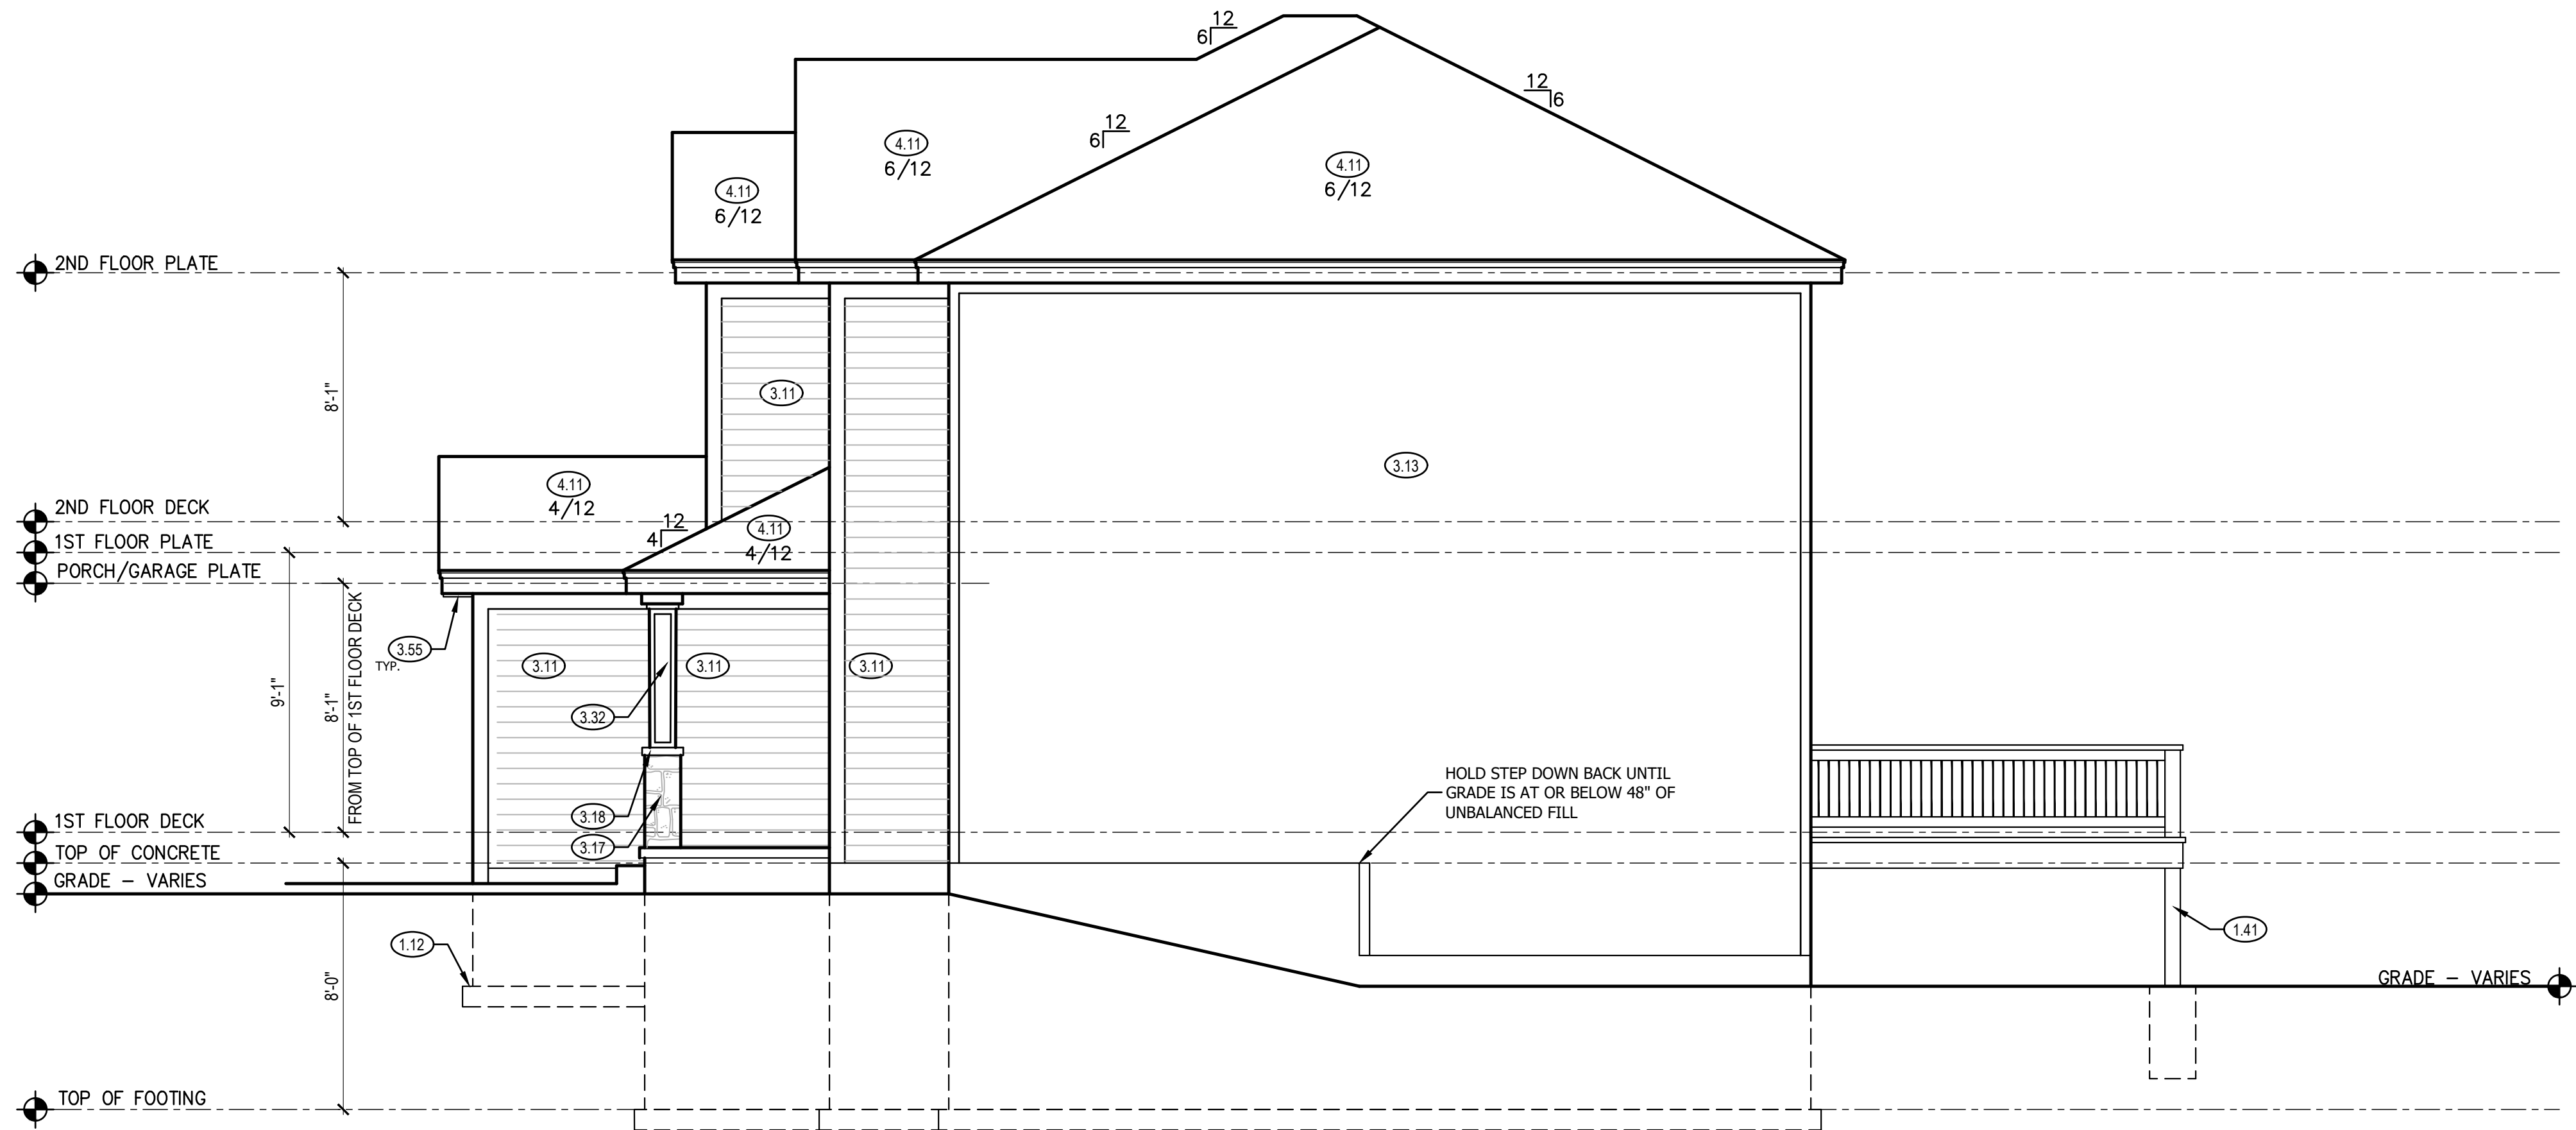 12
6
12
6
12
6
4.11
6/12
4.11
6/12
4.11
6/12
2ND FLOOR PLATE
8'-1"
3.11
3.13
4.11
4/12
2ND FLOOR DECK
12
4
4.11
4/12
1ST FLOOR PLATE
PORCH/GARAGE PLATE
3.55
TYP.
3.11
3.11
3.11
9'-1"
8'-1"
FROM TOP OF 1ST FLOOR DECK
3.32
HOLD STEP DOWN BACK UNTIL
GRADE IS AT OR BELOW 48" OF
UNBALANCED FILL
3.18
1ST FLOOR DECK
3.17
TOP OF CONCRETE
GRADE - VARIES
1.12
1.41
8'-0"
GRADE - VARIES
TOP OF FOOTING